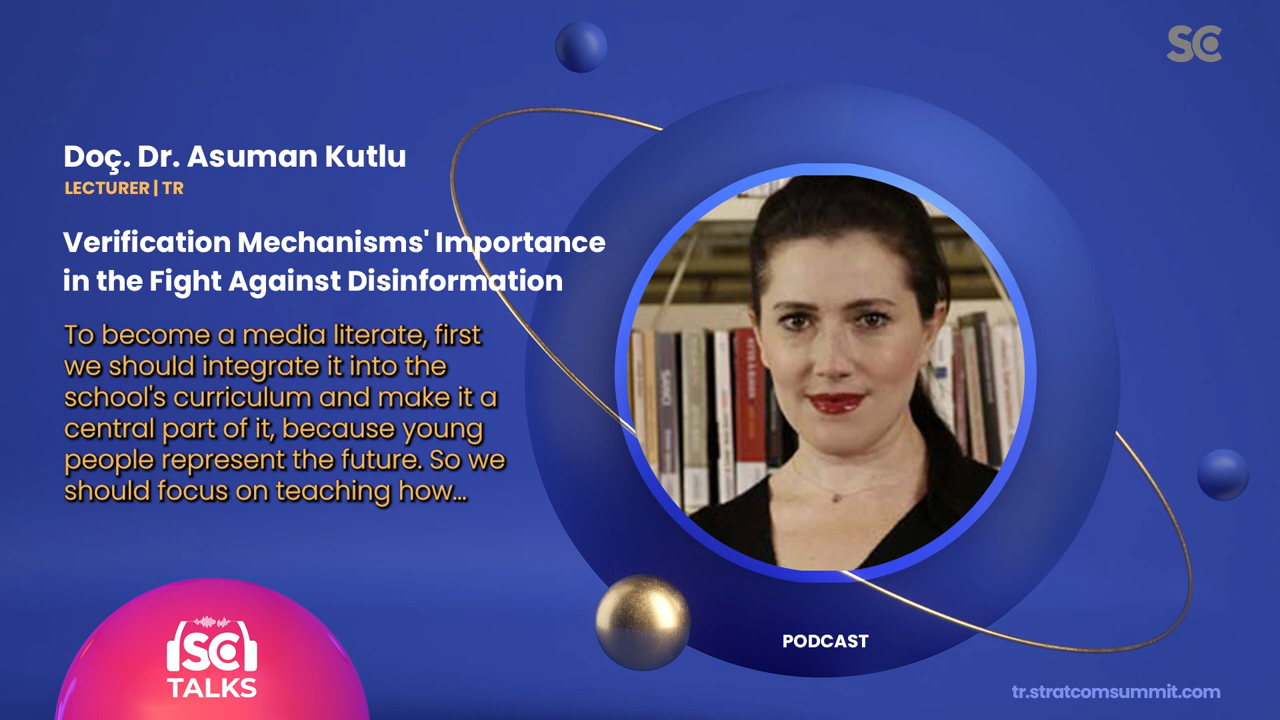 SC
Doç. Dr. Asuman Kutlu
LECTURER | TR
Verification Mechanisms' Importance
in the Fight Against Disinformation
To become a media literate, first
we should integrate it into the
school's curriculum and make it a
central part of it, because young
people represent the future. So we
should focus on teaching how...
SC
TALKS
PODCAST
tr.stratcomsummit.com